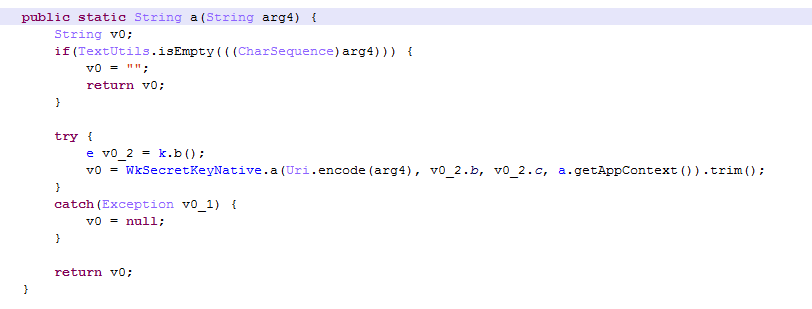 public static String a(String arg4) {
    String v0;
    if(TextUtils.isEmpty(((CharSequence)arg4))) {
        v0 = "";
        return v0;
    }

    try {
        e v0_2 = k.b();
        v0 = WkSecretKeyNative.a(Uri.encode(arg4), v0_2.b, v0_2.c, a.getAppContext()).trim();
    }
    catch(Exception v0_1) {
        v0 = null;
    }

    return v0;
}